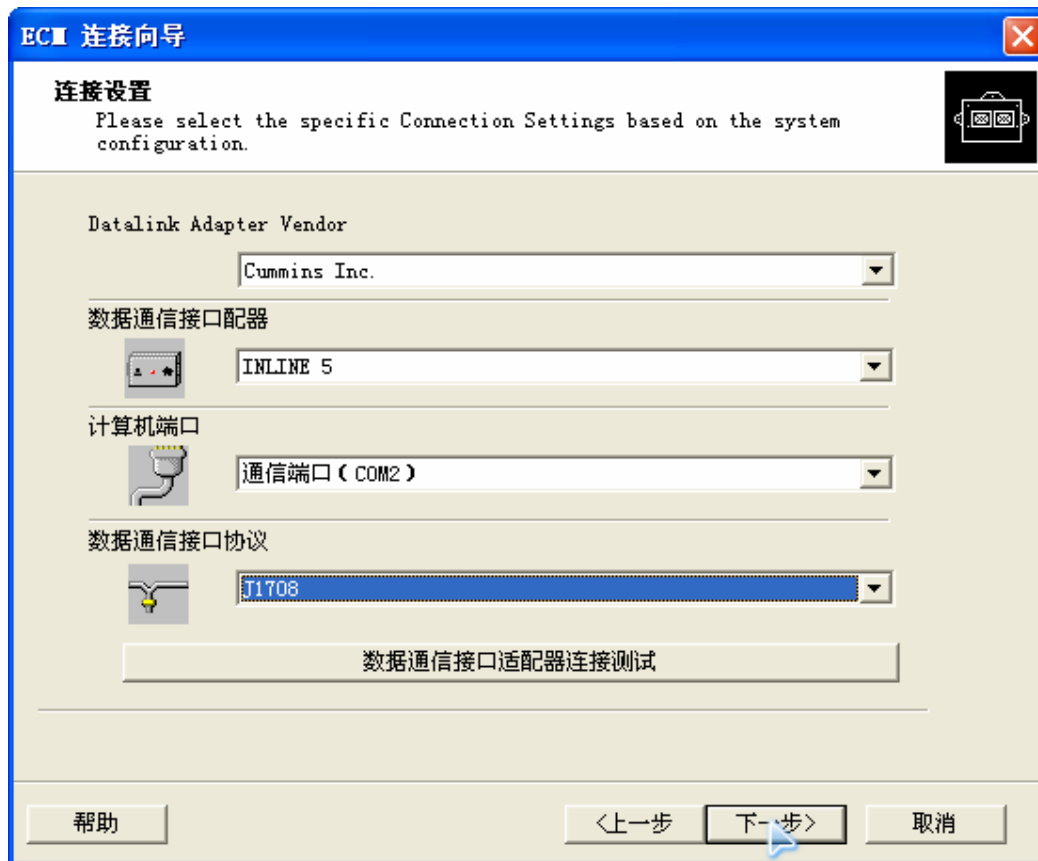 ECM 连接向导
连接设置
Please select the specific Connection Settings based on the system
configuration.
Datalink Adapter Vendor
Cummins Inc.
数据通信接口配器
INLINE 5
计算机端口
通信端口(COM2)
数据通信接口协议
J1708
数据通信接口适配器连接测试
帮助
<上一步
下一步>
取消